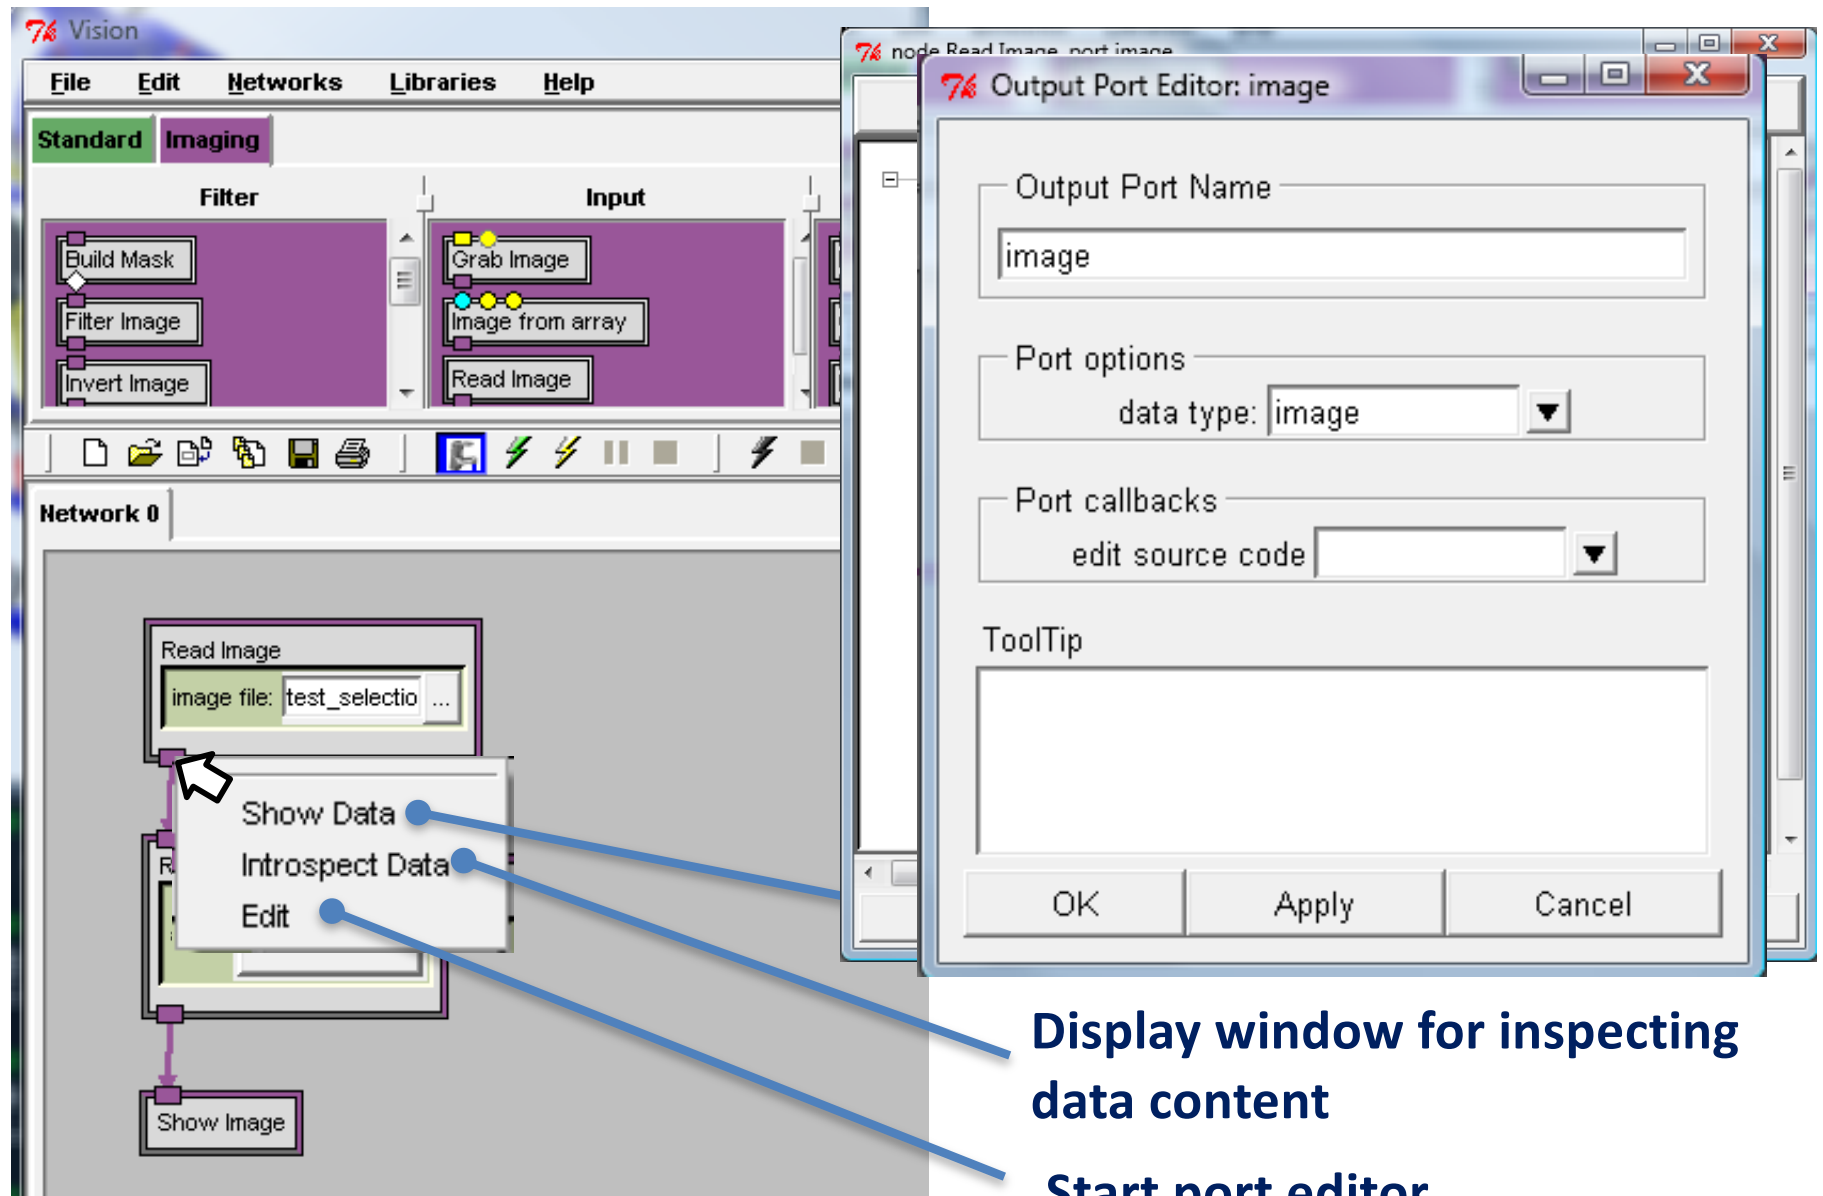 Vision
File Edit Networks Libraries Help
Standard Imaging
Filter Input
Build Mask
Filter Image
Invert Image
Grab Image
Image from array
Read Image
Network 0
Read Image
image file: test_selectio ...
Show Data
Introspect Data
Edit
R
Show Image
node Read Image port image
Output Port Editor: image
Output Port Name
image
Port options
data type: image
Port callbacks
edit source code
ToolTip
OK Apply Cancel
Display window for inspecting
data content
Start port editor